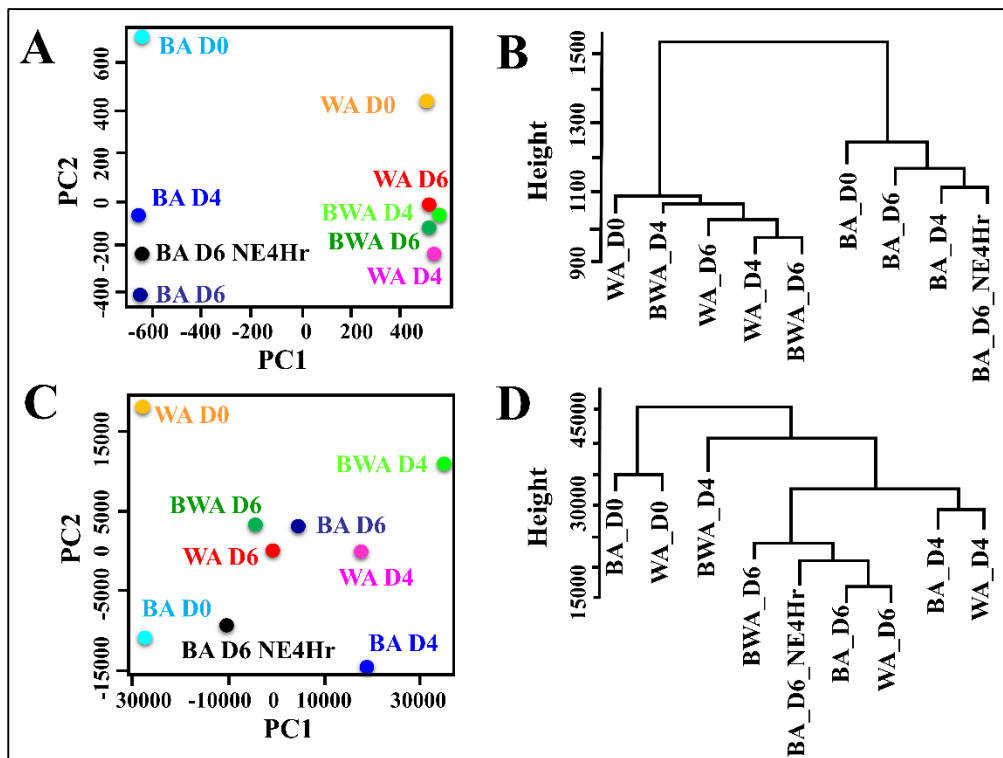 A
BA D0
WA D0
WA D6
BWA D4
BWA D6
WA D4
BA D4
BA D6 NE4Hr
BA D6
PC2
600
400
200
0
-200
-400
-600
-400
-200
0
200
400
PC1
B
Height
1500
1300
1100
900
WA_D0
BWA_D4
WA_D6
WA_D4
BWA_D6
BA_D0
BA_D6
BA_D4
BA_D6_NE4Hr
C
WA D0
BWA D4
BWA D6
BA D6
WA D6
WA D4
BA D0
BA D6 NE4Hr
BA D4
PC2
15000
5000
0
-5000
-15000
30000
-10000
0
10000
30000
PC1
D
Height
45000
30000
15000
BA_D0
WA_D0
BWA_D4
BWA_D6
BA_D6_NE4Hr
BA_D6
WA_D6
BA_D4
WA_D4